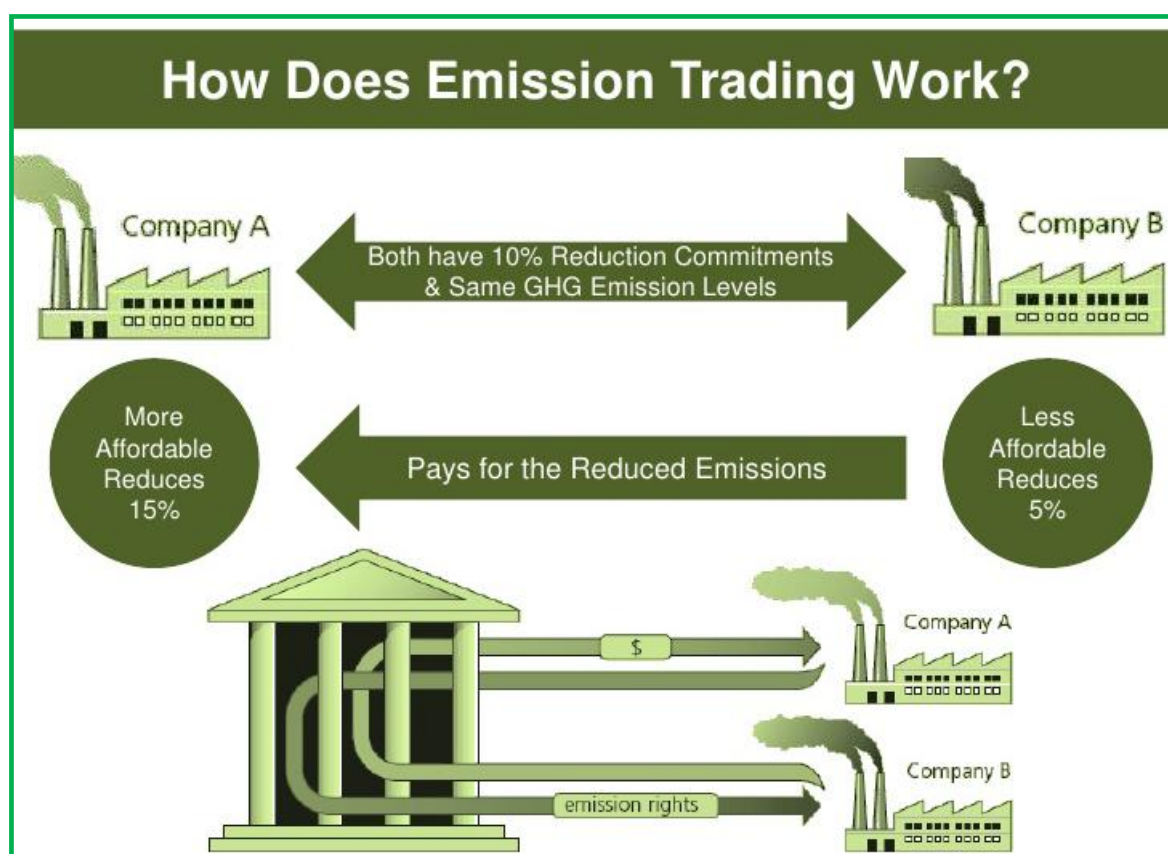 How Does Emission Trading Work?
Company A
Company B
Both have 10% Reduction Commitments
& Same GHG Emission Levels
More
Affordable
Reduces
15%
Pays for the Reduced Emissions
Less
Affordable
Reduces
5%
$
Company A
Company B
emission rights